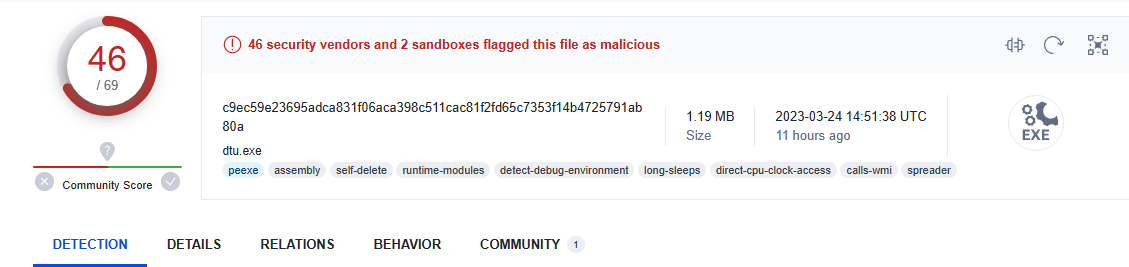 46
/ 69
?
Community Score
46 security vendors and 2 sandboxes flagged this file as malicious
c9ec59e23695adca831f06aca398c511cac81f2fd65c7353f14b4725791ab
80a
dtu.exe
1.19 MB
Size
2023-03-24 14:51:38 UTC
11 hours ago
EXE
peexe assembly self-delete runtime-modules detect-debug-environment long-sleeps direct-cpu-clock-access calls-wmi spreader
DETECTION DETAILS RELATIONS BEHAVIOR COMMUNITY 1